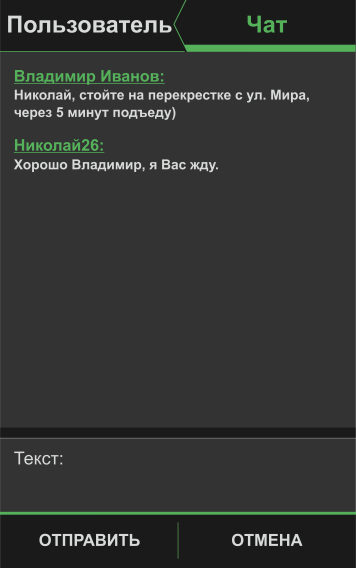 Пользователь Чат
Владимир Иванов:
Николай, стойте на перекрестке с ул. Мира,
через 5 минут подъеду)
Николай26:
Хорошо Владимир, я Вас жду.
Текст:
ОТПРАВИТЬ ОТМЕНА